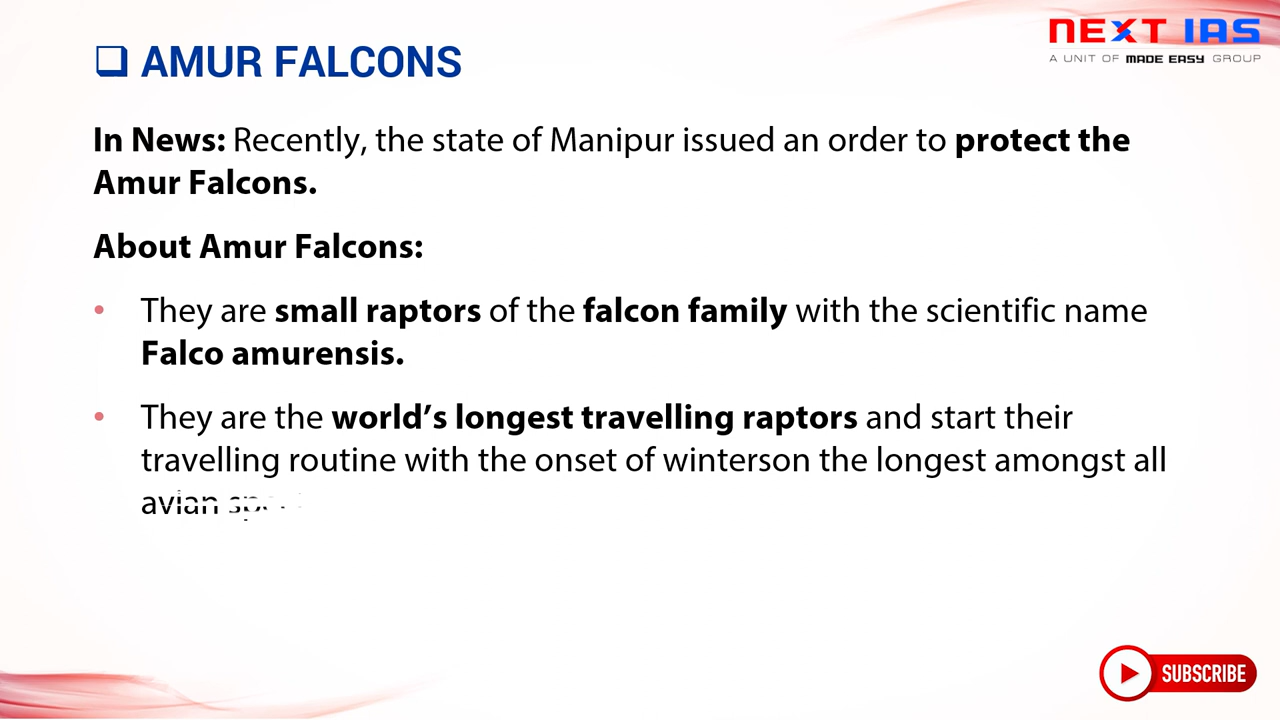 NEXT IAS
A UNIT OF MADE EASY GROUP
AMUR FALCONS
In News: Recently, the state of Manipur issued an order to protect the
Amur Falcons.
About Amur Falcons:
• They are small raptors of the falcon family with the scientific name
Falco amurensis.
• They are the world’s longest travelling raptors and start their
travelling routine with the onset of winterson the longest amongst all
avian
SUBSCRIBE